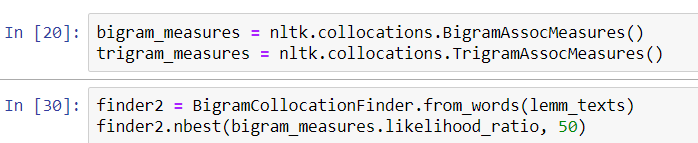 In [20]: bigram_measures = nltk.collocations.BigramAssocMeasures()
trigram_measures = nltk.collocations.TrigramAssocMeasures()
In [30]: finder2 = BigramCollocationFinder.from_words(lemm_texts)
finder2.nbest(bigram_measures.likelihood_ratio, 50)